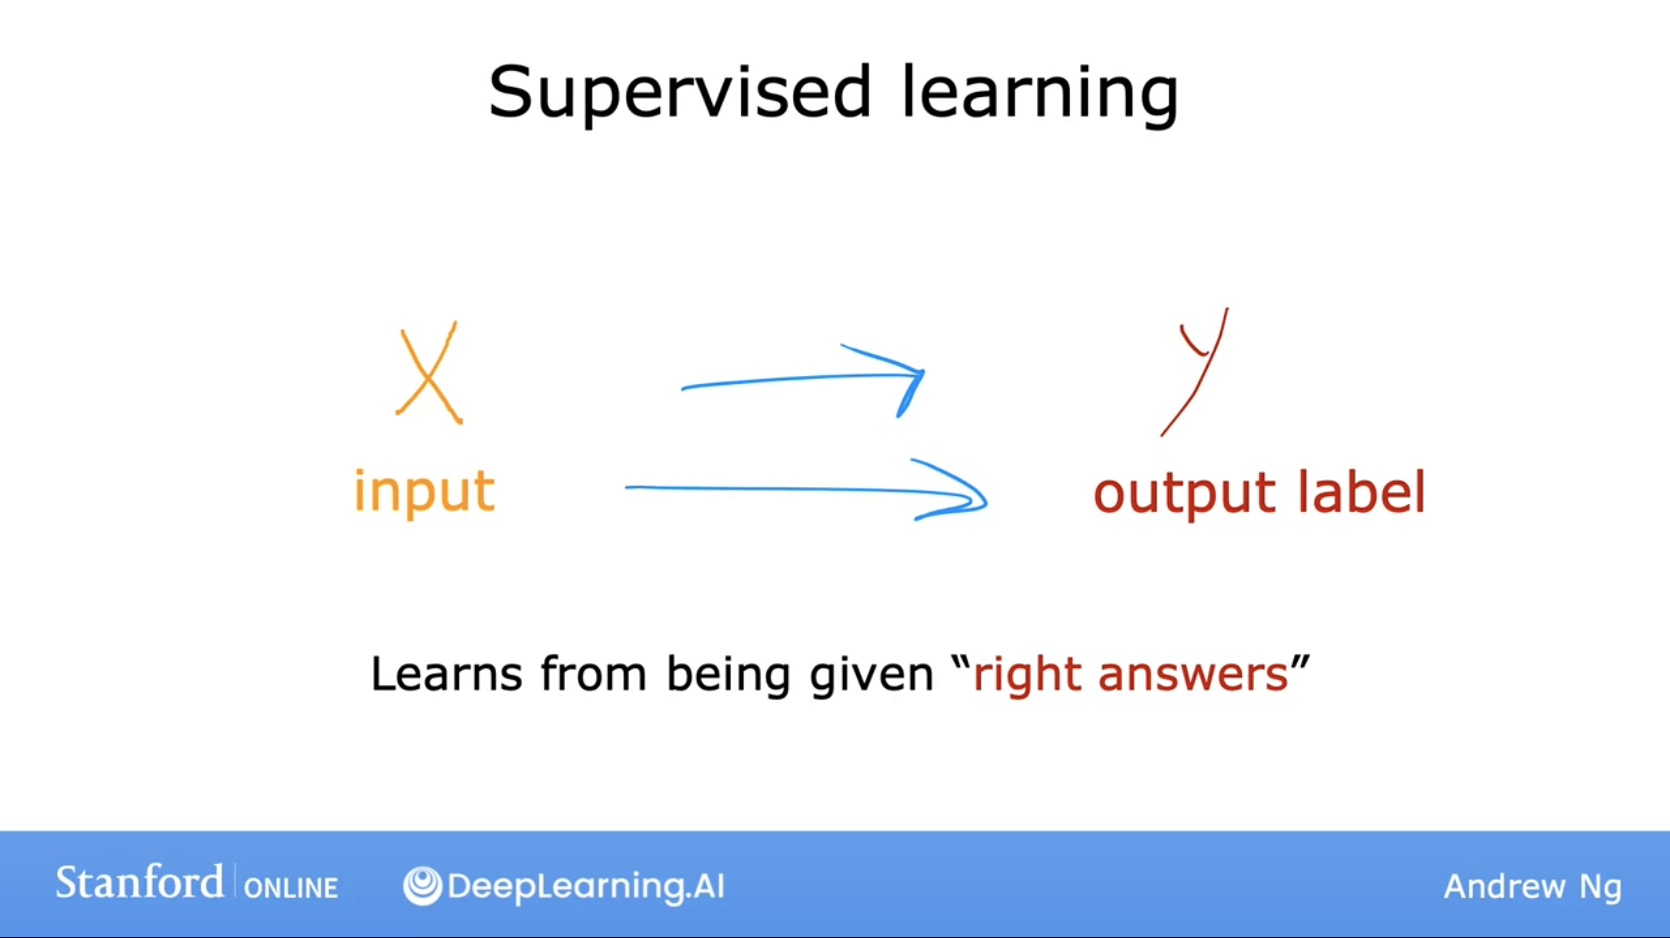 Supervised learning
X y
input output label
Learns from being given “right answers”
Stanford ONLINE DeepLearning.AI Andrew Ng